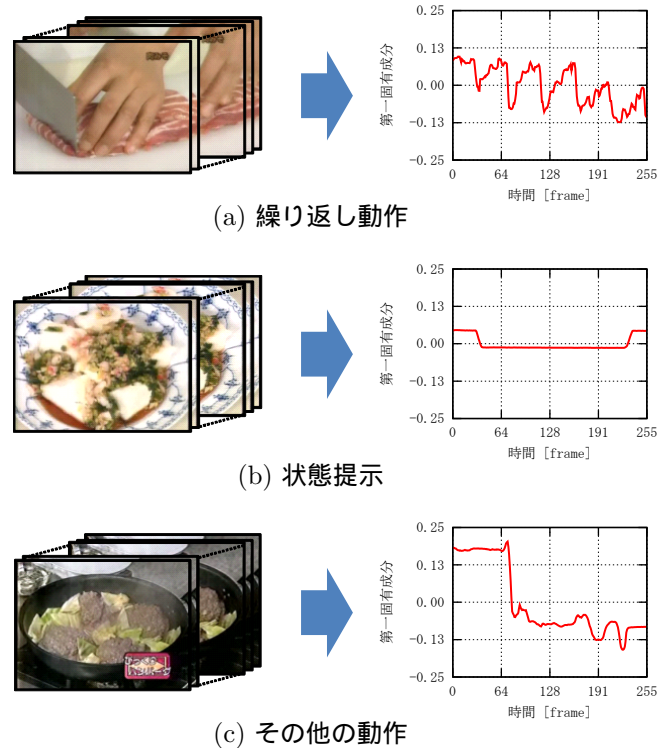 0.25
0.13
0.00
-0.13
-0.25
第一固有成分
0 64 128 191 255
時間 [frame]
(a) 繰り返し動作
0.25
0.13
0.00
-0.13
-0.25
第一固有成分
0 64 128 191 255
時間 [frame]
(b) 状態提示
0.25
0.13
0.00
-0.13
-0.25
第一固有成分
0 64 128 191 255
時間 [frame]
(c) その他の動作